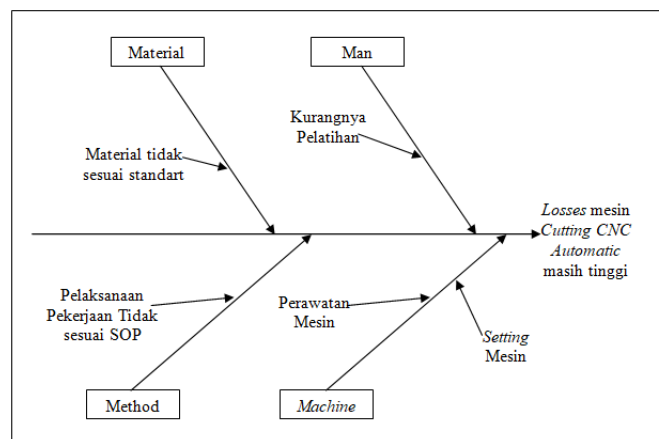 Material
Man
Kurangnya
Pelatihan
Material tidak
sesuai standart
Losses mesin
Cutting CNC
Automatic
masih tinggi
Pelaksanaan
Pekerjaan Tidak
sesuai SOP
Perawatan
Mesin
Setting
Mesin
Method
Machine